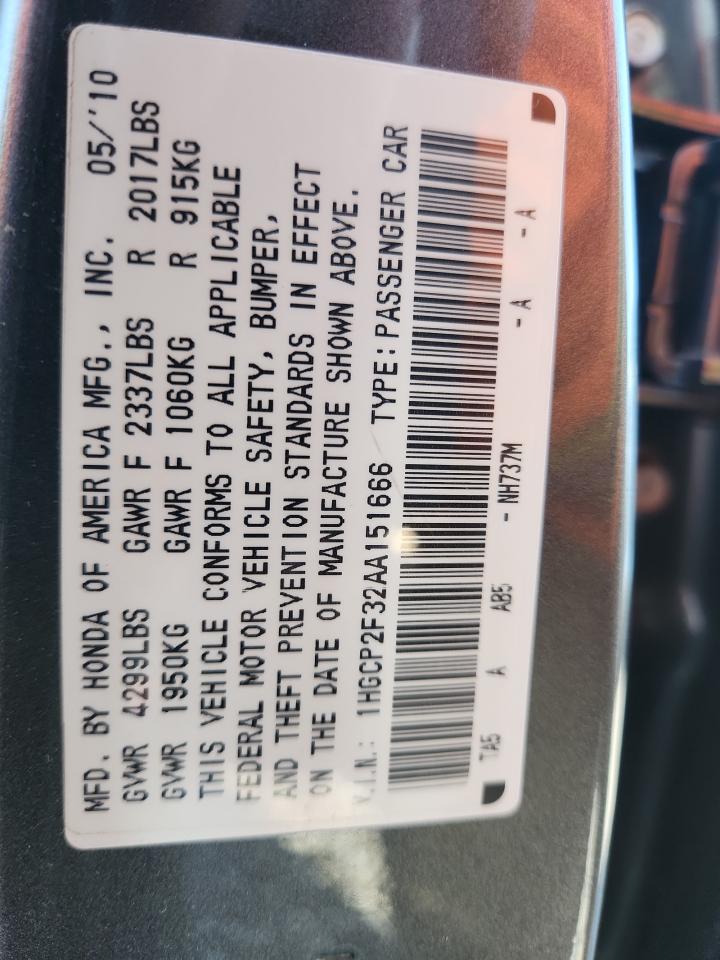 MFD. BY HONDA OF AMERICA MFG., INC. 05/'10
GVWR 4299LBS GAWR F 2337LBS R 2017LBS
GVWR 1950KG GAWR F 1060KG R 915KG
THIS VEHICLE CONFORMS TO ALL APPLICABLE
FEDERAL MOTOR VEHICLE SAFETY, BUMPER,
AND THEFT PREVENTION STANDARDS IN EFFECT
ON THE DATE OF MANUFACTURE SHOWN ABOVE.
V.I.N.: 1HGCP2F32AA151666 TYPE: PASSENGER CAR
TA5 A AB5 - NH737M - A - A